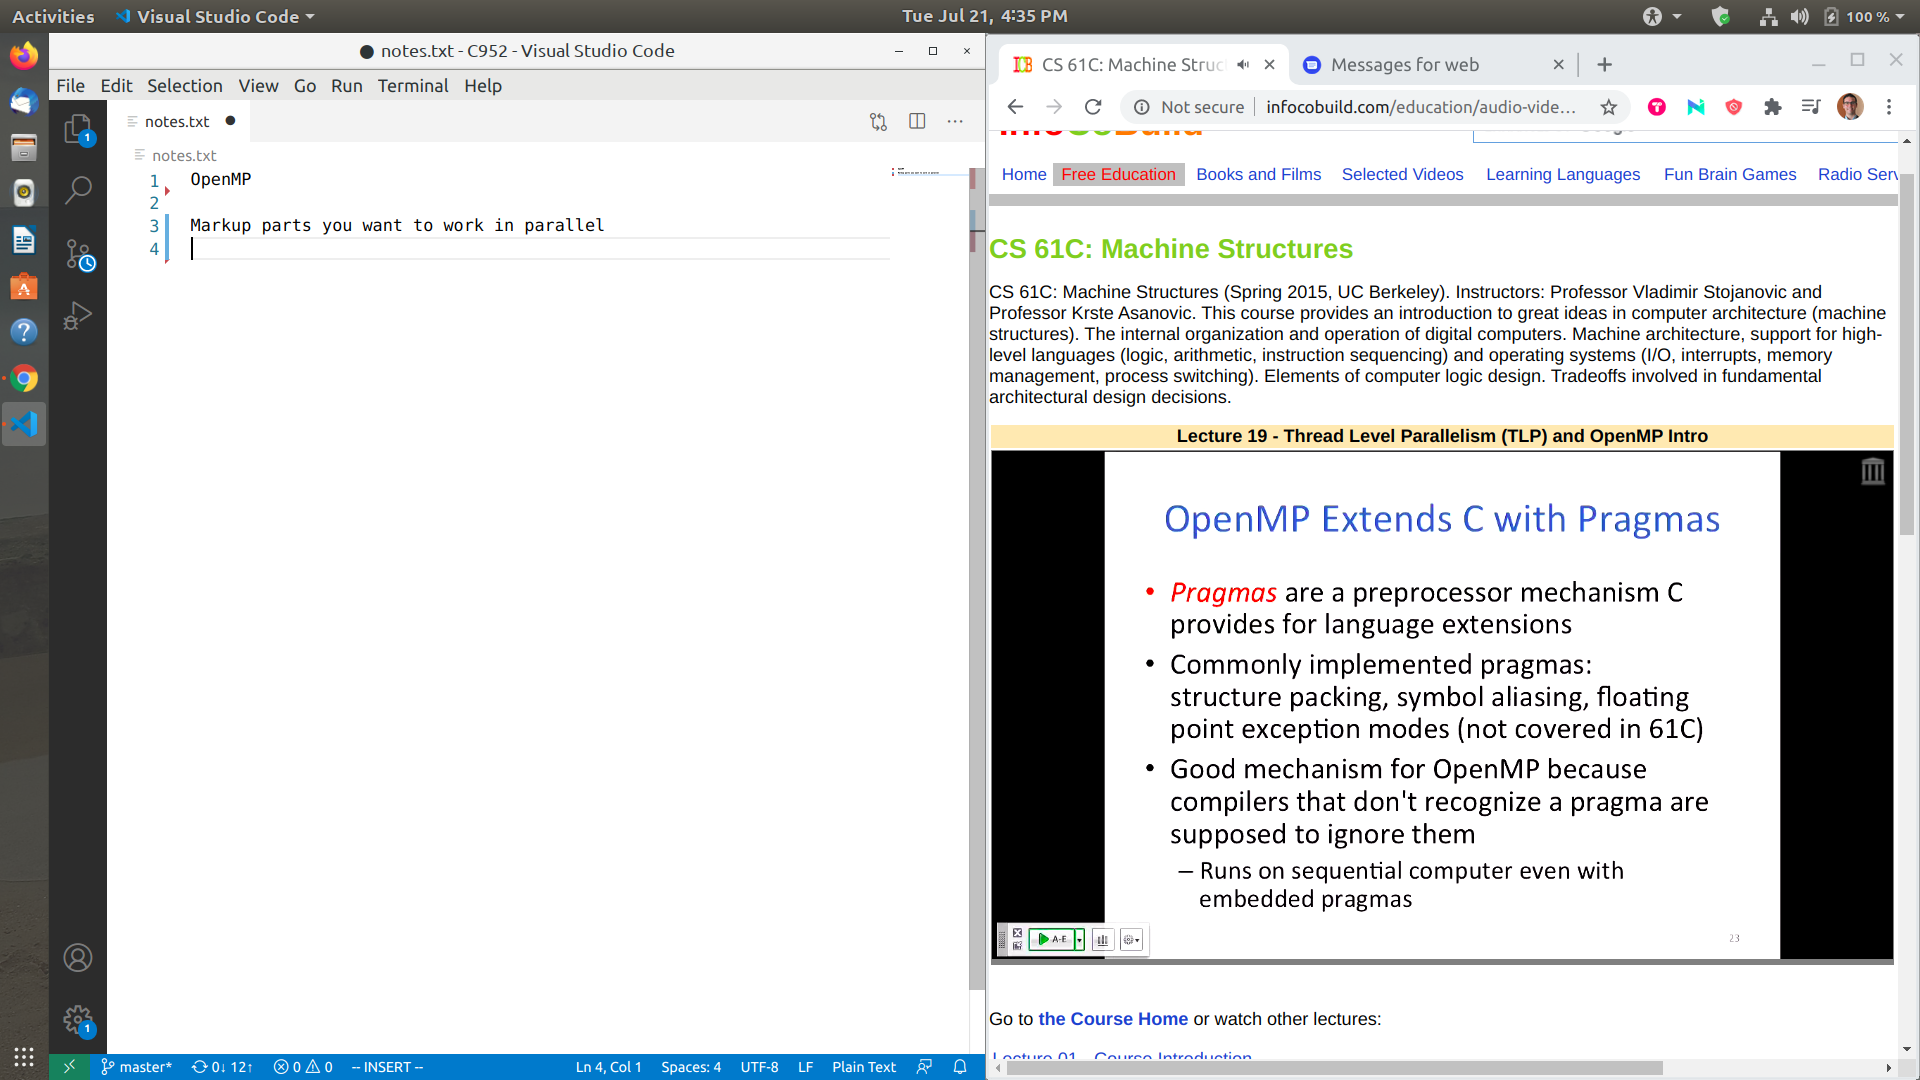 Activities
Visual Studio Code
Tue Jul 21, 4:35 PM
100 %
notes.txt - C952 - Visual Studio Code
File Edit Selection View Go Run Terminal Help
notes.txt
notes.txt
1 OpenMP
2
3 Markup parts you want to work in parallel
4
1
1
master*
0↓ 12↑
0 0
-- INSERT --
Ln 4, Col 1
Spaces: 4
UTF-8
LF
Plain Text
CS 61C: Machine Struc
Messages for web
Not secure
infocobuild.com/education/audio-vide...
InfoCoBuild
Home Free Education Books and Films Selected Videos Learning Languages Fun Brain Games Radio Serv
CS 61C: Machine Structures
CS 61C: Machine Structures (Spring 2015, UC Berkeley). Instructors: Professor Vladimir Stojanovic and
Professor Krste Asanovic. This course provides an introduction to great ideas in computer architecture (machine
structures). The internal organization and operation of digital computers. Machine architecture, support for high-
level languages (logic, arithmetic, instruction sequencing) and operating systems (I/O, interrupts, memory
management, process switching). Elements of computer logic design. Tradeoffs involved in fundamental
architectural design decisions.
Lecture 19 - Thread Level Parallelism (TLP) and OpenMP Intro
OpenMP Extends C with Pragmas
• Pragmas are a preprocessor mechanism C
provides for language extensions
• Commonly implemented pragmas:
structure packing, symbol aliasing, floating
point exception modes (not covered in 61C)
• Good mechanism for OpenMP because
compilers that don't recognize a pragma are
supposed to ignore them
– Runs on sequential computer even with
embedded pragmas
A-E
23
Go to the Course Home or watch other lectures:
Lecture 01 - Course Introduction